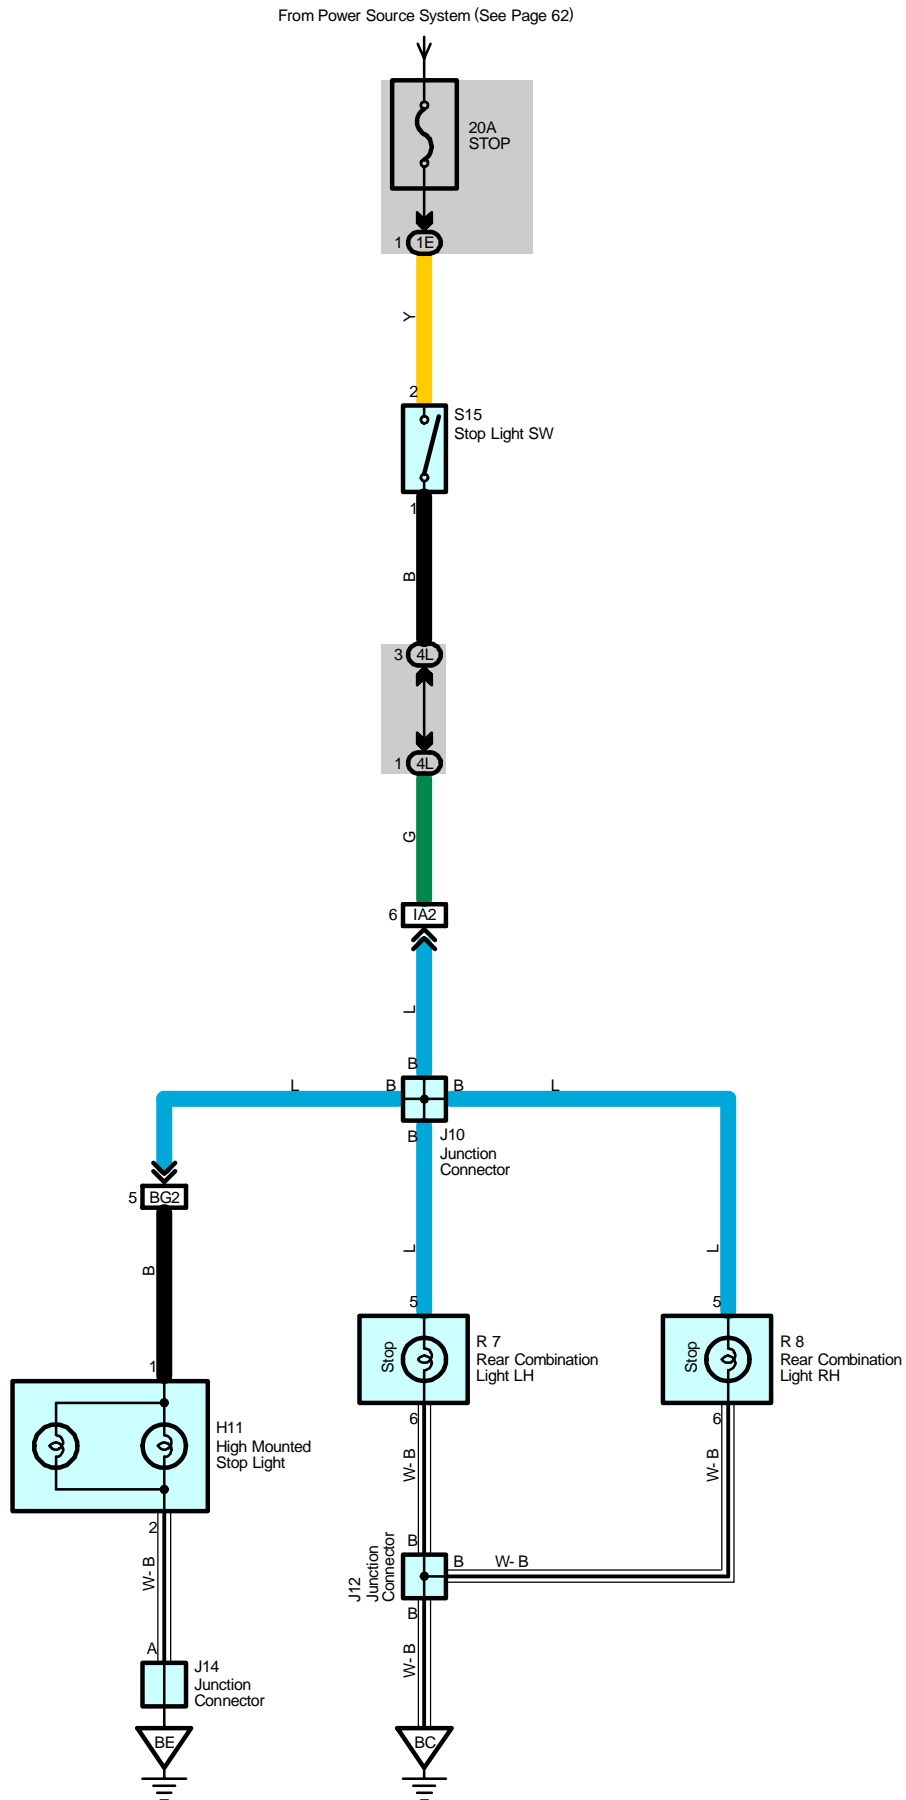 From Power Source System (See Page 62)
20A
STOP
1 1E
Y
2
S15
Stop Light SW
1
B
3 4L
1 4L
G
6 IA2
L
B
L B B L
B J10
Junction
Connector
5 BG2
B
L
L
1
5
5
Stop
R 7
Rear Combination
Light LH
Stop
R 8
Rear Combination
Light RH
H11
High Mounted
Stop Light
6
6
W- B
W- B
2
W- B
B
J12
Junction
Connector
B W- B
B
W- B
A
J14
Junction
Connector
BE
BC